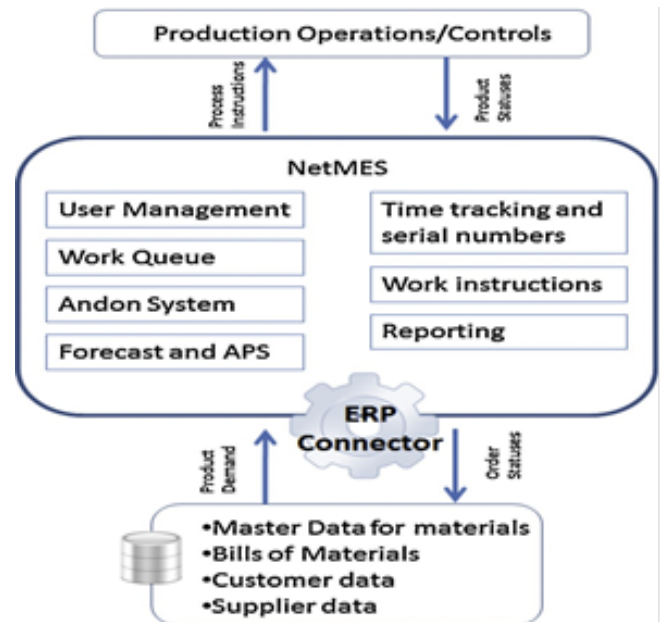 Production Operations/Controls
Process
Instructions
Product
Statuses
NetMES
User Management
Work Queue
Andon System
Forecast and APS
Time tracking and
serial numbers
Work instructions
Reporting
ERP
Connector
Product
Demand
Order
Statuses
•Master Data for materials
•Bills of Materials
•Customer data
•Supplier data